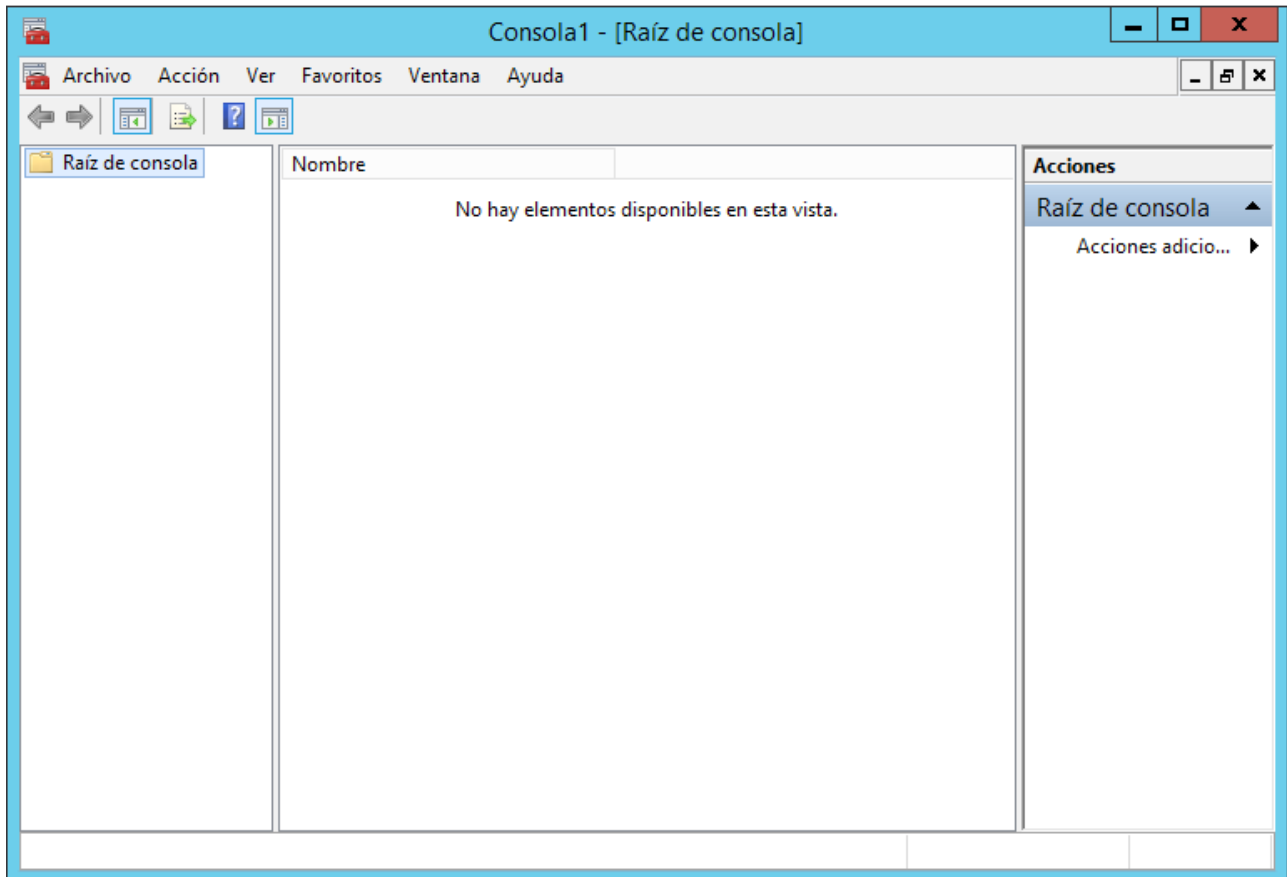 Consola1 - [Raíz de consola]
Archivo Acción Ver Favoritos Ventana Ayuda
Raíz de consola
Nombre
No hay elementos disponibles en esta vista.
Acciones
Raíz de consola
Acciones adicio...